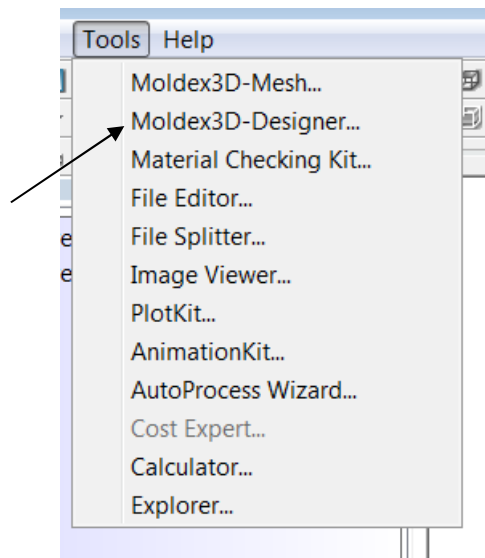 Tools Help
Moldex3D-Mesh...
Moldex3D-Designer...
Material Checking Kit...
File Editor...
File Splitter...
Image Viewer...
PlotKit...
AnimationKit...
AutoProcess Wizard...
Cost Expert...
Calculator...
Explorer...